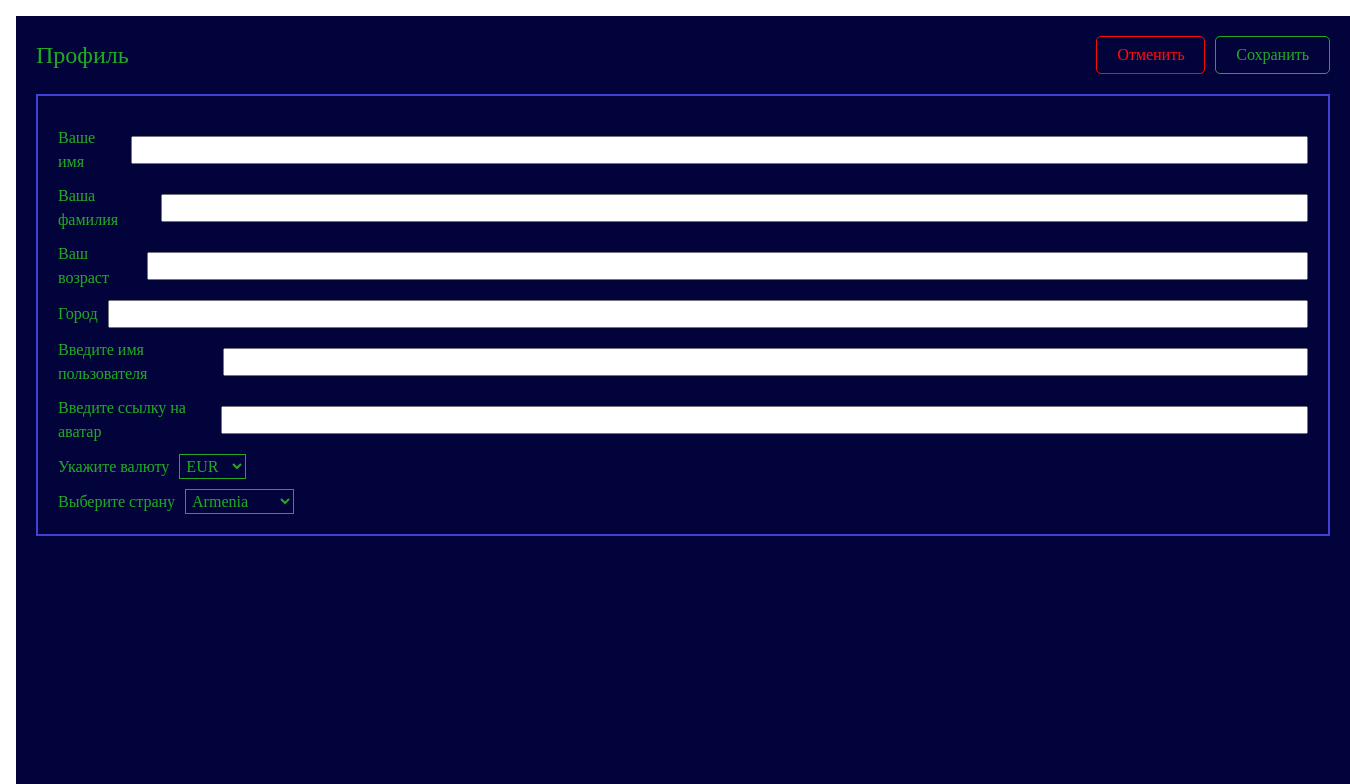 Профиль
Отменить
Сохранить
Ваше
имя
Ваша
фамилия
Ваш
возраст
Город
Введите имя
пользователя
Введите ссылку на
аватар
Укажите валюту EUR
Выберите страну Armenia